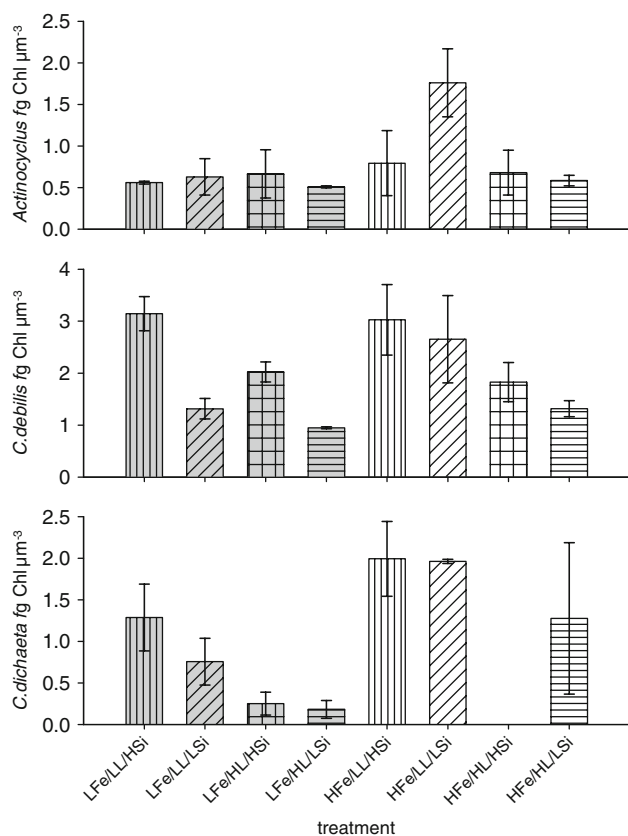 Actinocyclus fg Chl µm⁻³
2.5
2.0
1.5
1.0
0.5
0.0
C.debilis fg Chl µm⁻³
4
3
2
1
0
C.dichaeta fg Chl µm⁻³
2.5
2.0
1.5
1.0
0.5
0.0
LFe/LL/HSi
LFe/LL/LSi
LFe/HL/HSi
LFe/HL/LSi
HFe/LL/HSi
HFe/LL/LSi
HFe/HL/HSi
HFe/HL/LSi
treatment